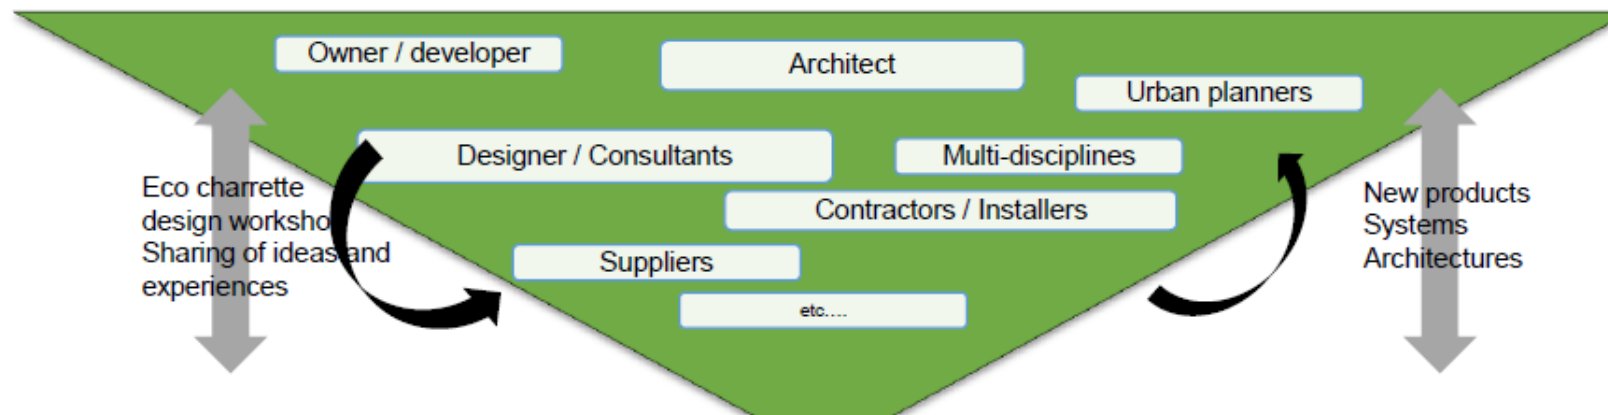 Owner / developer
Architect
Urban planners
Designer / Consultants
Multi-disciplines
Contractors / Installers
Suppliers
etc....
Eco charrette
design worksho
Sharing of ideas and
experiences
New products
Systems
Architectures